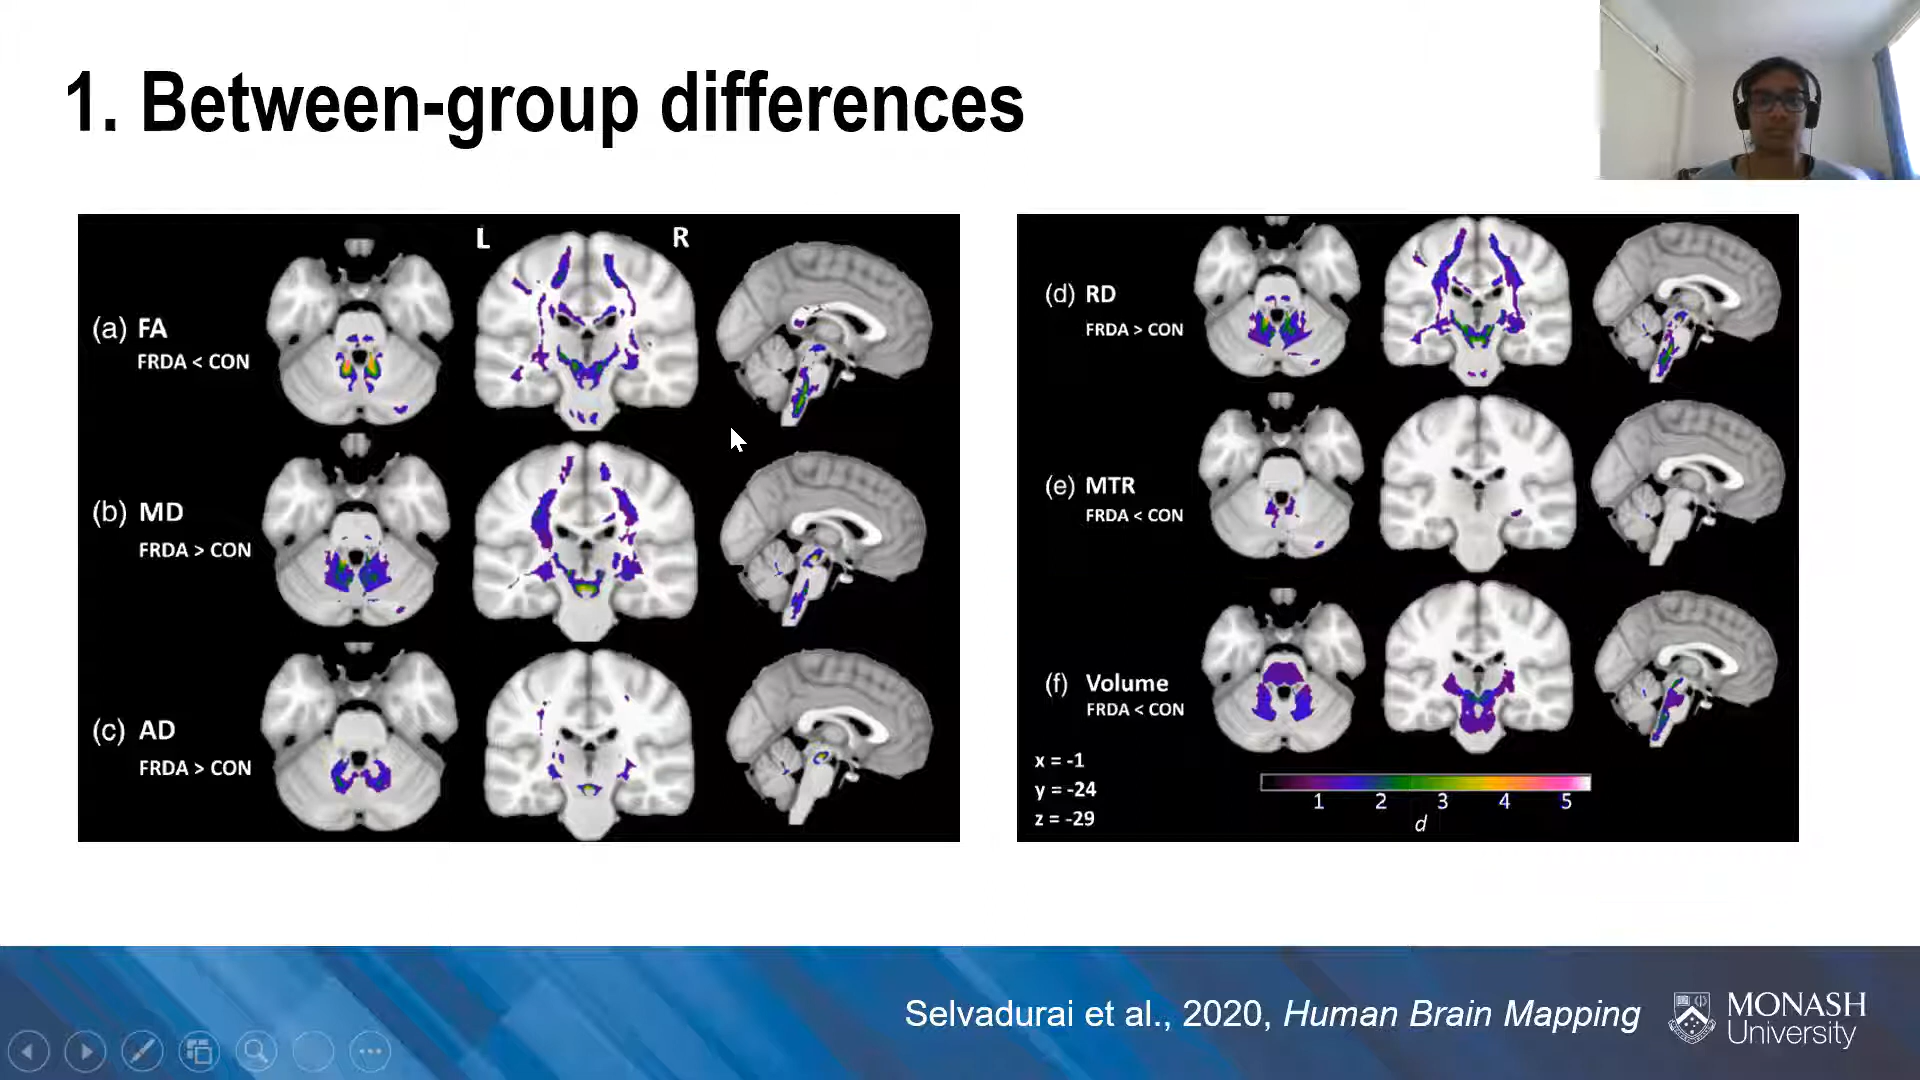 1. Between-group differences
L R
(a) FA
FRDA < CON
(b) MD
FRDA > CON
(c) AD
FRDA > CON
(d) RD
FRDA > CON
(e) MTR
FRDA < CON
(f) Volume
FRDA < CON
x = -1
y = -24
z = -29
1 2 3 4 5
d
Selvadurai et al., 2020, Human Brain Mapping
MONASH
University